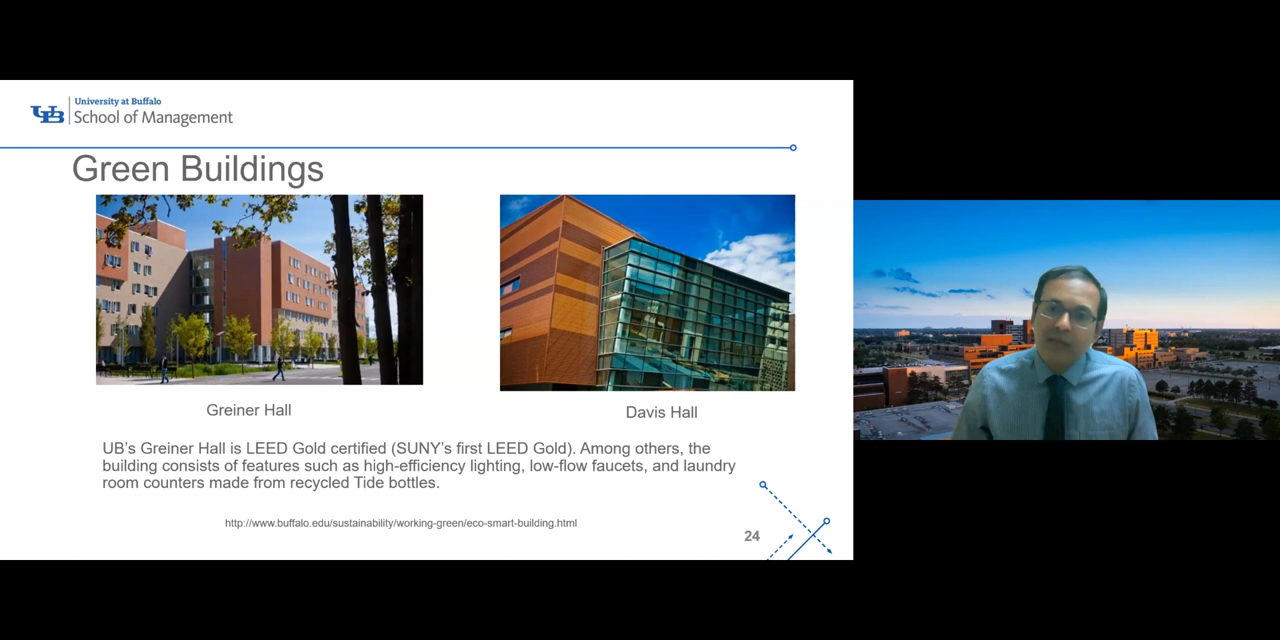 UB
University at Buffalo
School of Management
Green Buildings
Greiner Hall
Davis Hall
UB's Greiner Hall is LEED Gold certified (SUNY's first LEED Gold). Among others, the
building consists of features such as high-efficiency lighting, low-flow faucets, and laundry
room counters made from recycled Tide bottles.
http://www.buffalo.edu/sustainability/working-green/eco-smart-building.html
24